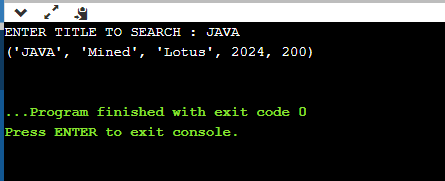 ENTER TITLE TO SEARCH : JAVA
('JAVA', 'Mined', 'Lotus', 2024, 200)
...Program finished with exit code 0
Press ENTER to exit console.